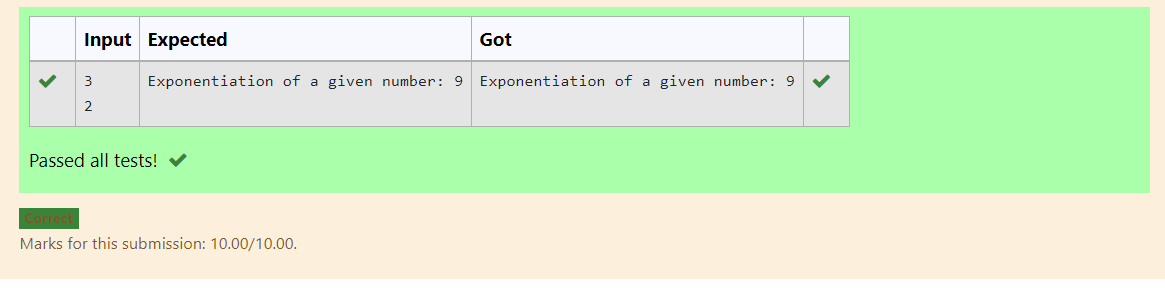 Input Expected Got
3 Exponentiation of a given number: 9 Exponentiation of a given number: 9
2
Passed all tests!
Correct
Marks for this submission: 10.00/10.00.